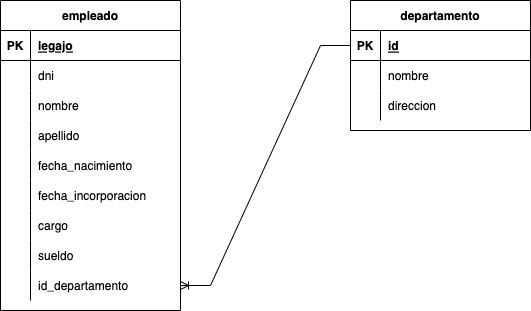 empleado
PK legajo
dni
nombre
apellido
fecha_nacimiento
fecha_incorporacion
cargo
sueldo
id_departamento
departamento
PK id
nombre
direccion